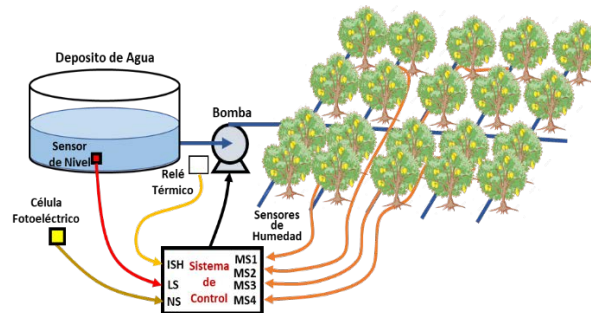 Deposito de Agua
Bomba
Sensor
de Nivel
Relé
Térmico
Célula
Fotoeléctrico
Sensores
de Humedad
ISH
LS
NS
Sistema
de
Control
MS1
MS2
MS3
MS4